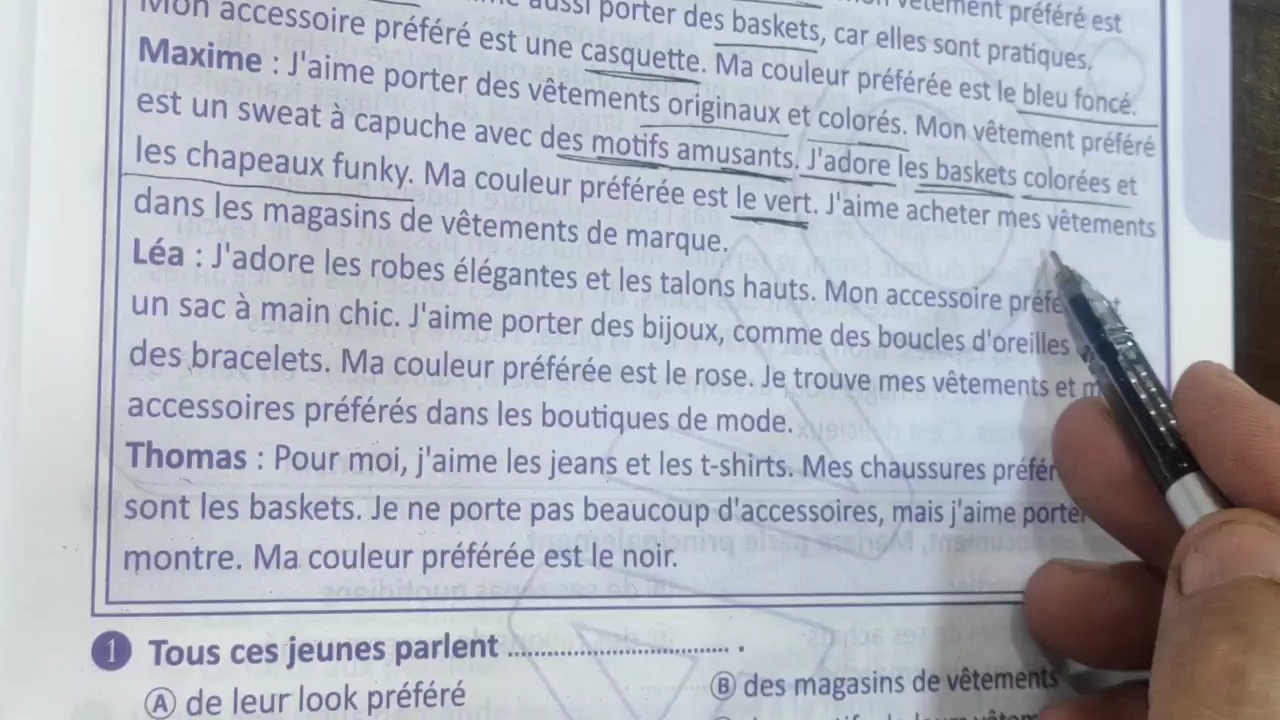 aussi porter des baskets, car elles sont pratiques.
vêtement préféré est
Mon accessoire préféré est une casquette. Ma couleur préférée est le bleu foncé.
Maxime : J'aime porter des vêtements originaux et colorés. Mon vêtement préféré
est un sweat à capuche avec des motifs amusants. J'adore les baskets colorées et
les chapeaux funky. Ma couleur préférée est le vert. J'aime acheter mes vêtements
dans les magasins de vêtements de marque.
Léa : J'adore les robes élégantes et les talons hauts. Mon accessoire
un sac à main chic. J'aime porter des bijoux, comme des boucles d'oreilles
des bracelets. Ma couleur préférée est le rose. Je trouve mes vêtements et
accessoires préférés dans les boutiques de mode.
Thomas : Pour moi, j'aime les jeans et les t-shirts. Mes chaussures
sont les baskets. Je ne porte pas beaucoup d'accessoires, mais j'aime porter
montre. Ma couleur préférée est le noir.
1 Tous ces jeunes parlent .................................. .
A de leur look préféré
B des magasins de vêtements